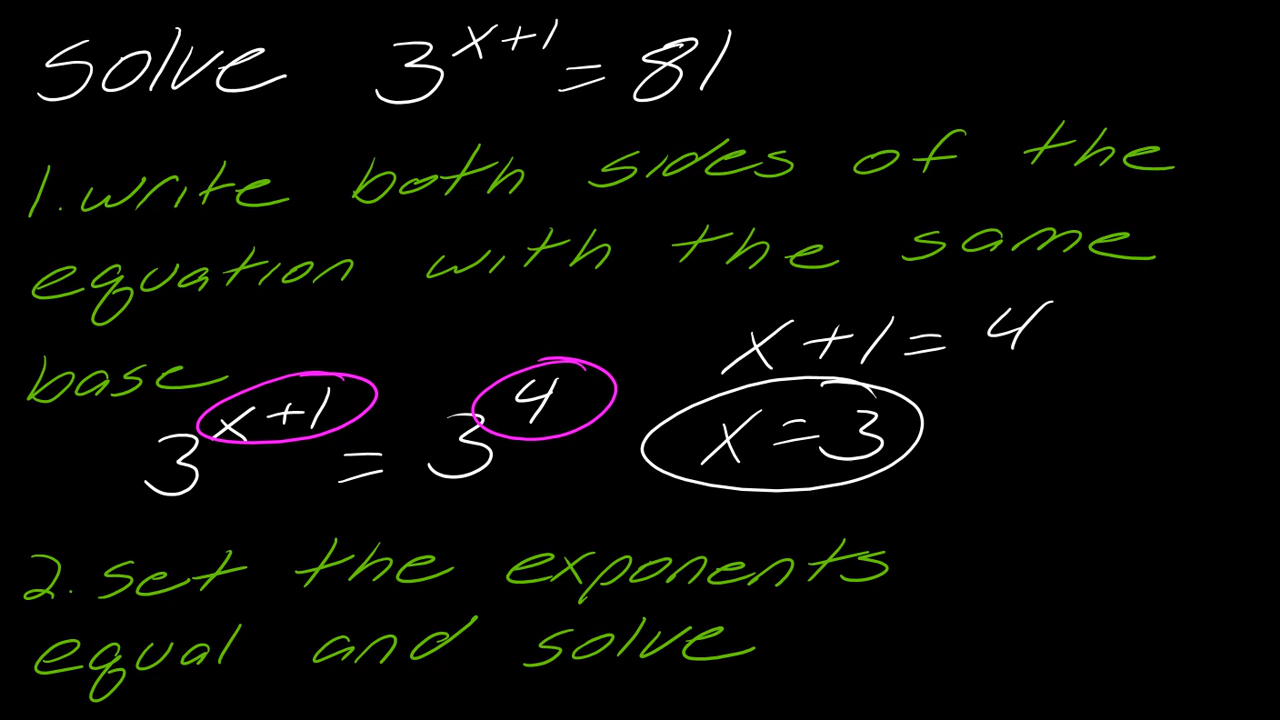 solve 3^{x+1} = 81
1. write both sides of the
equation with the same
base
x+1 = 4
3^{x+1} = 3^4
x = 3
2. set the exponents
equal and solve